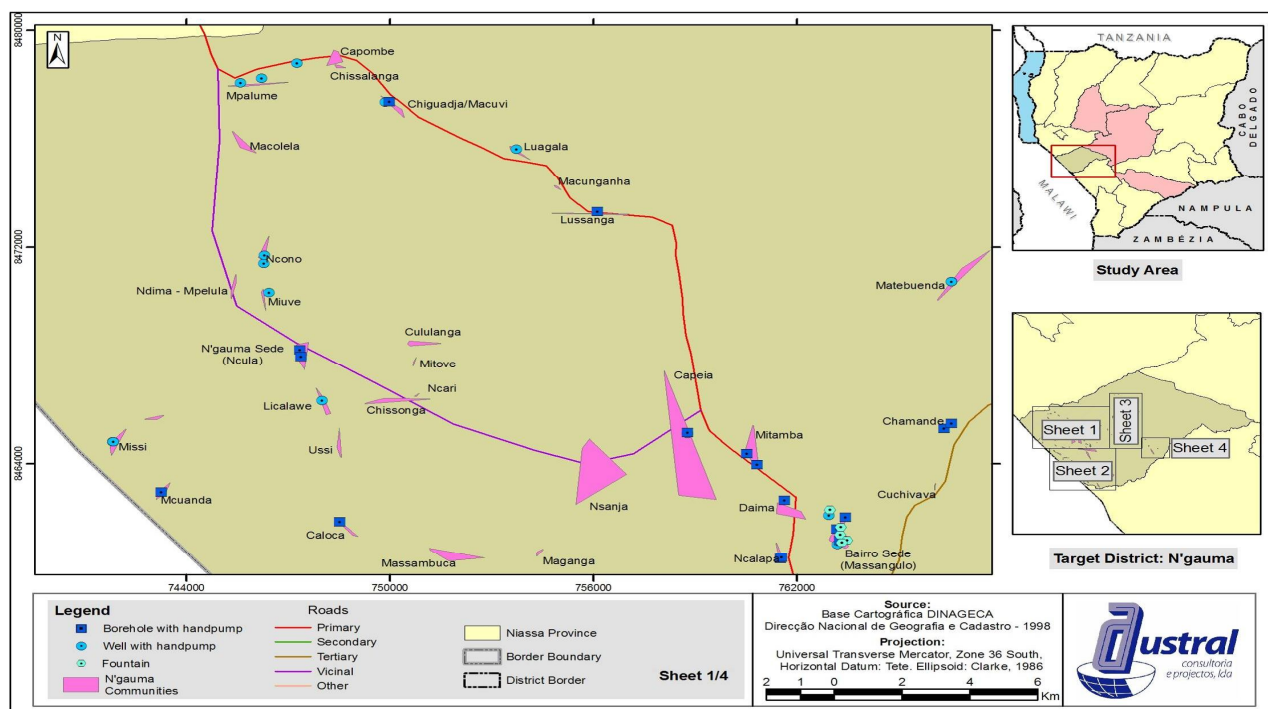 8480000
8472000
8464000
N
Capombe
Chissalanga
Mpalume
Chiguadja/Macuvi
Macolela
Luagala
Macunganha
Lussanga
Ncono
Ndima - Mpelula
Miuve
Matebuenda
N'gauma Sede
(Ncula)
Cululanga
Mitove
Capeia
Ncari
Licalawe
Chissonga
Chamande
Missi
Ussi
Mitamba
Mcuanda
Nsanja
Cuchivava
Daima
Caloca
Massambuca
Maganga
Ncalapa
Bairro Sede
(Massangulo)
744000
750000
756000
762000
TANZANIA
CABO
DELGADO
MALAWI
NAMPULA
ZAMBÉZIA
Study Area
Sheet 1
Sheet 2
Sheet 3
Sheet 4
Target District: N'gauma
Legend
Borehole with handpump
Well with handpump
Fountain
N'gauma
Communities
Roads
Primary
Secondary
Tertiary
Vicinal
Other
Niassa Province
Border Boundary
District Border
Sheet 1/4
Source:
Base Cartográfica DINAGECA
Direcção Nacional de Geografia e Cadastro - 1998
Projection:
Universal Transverse Mercator, Zone 36 South,
Horizontal Datum: Tete. Ellipsoid: Clarke, 1986
2 1 0 2 4 6
Km
austral
consultoria
e projectos, lda